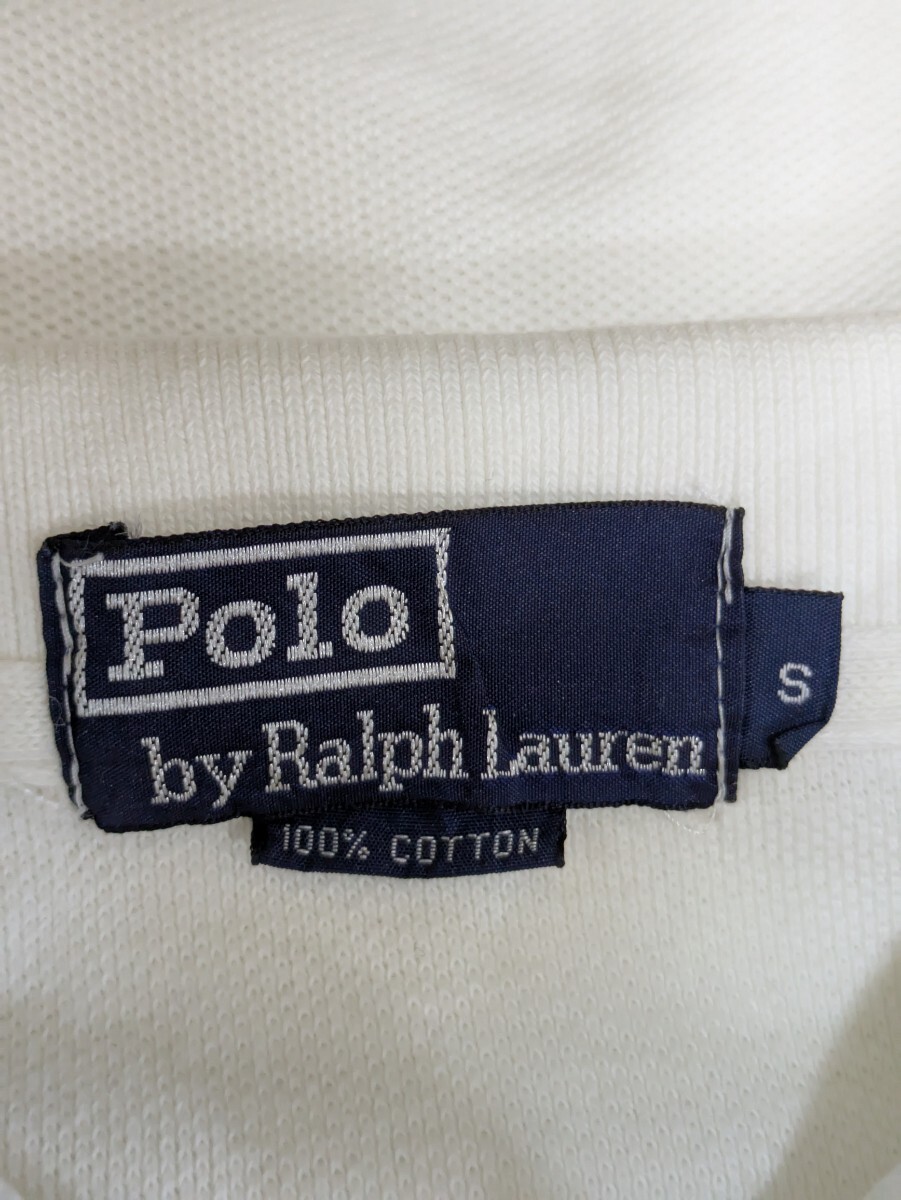 Polo
by Ralph Lauren
S
100% COTTON